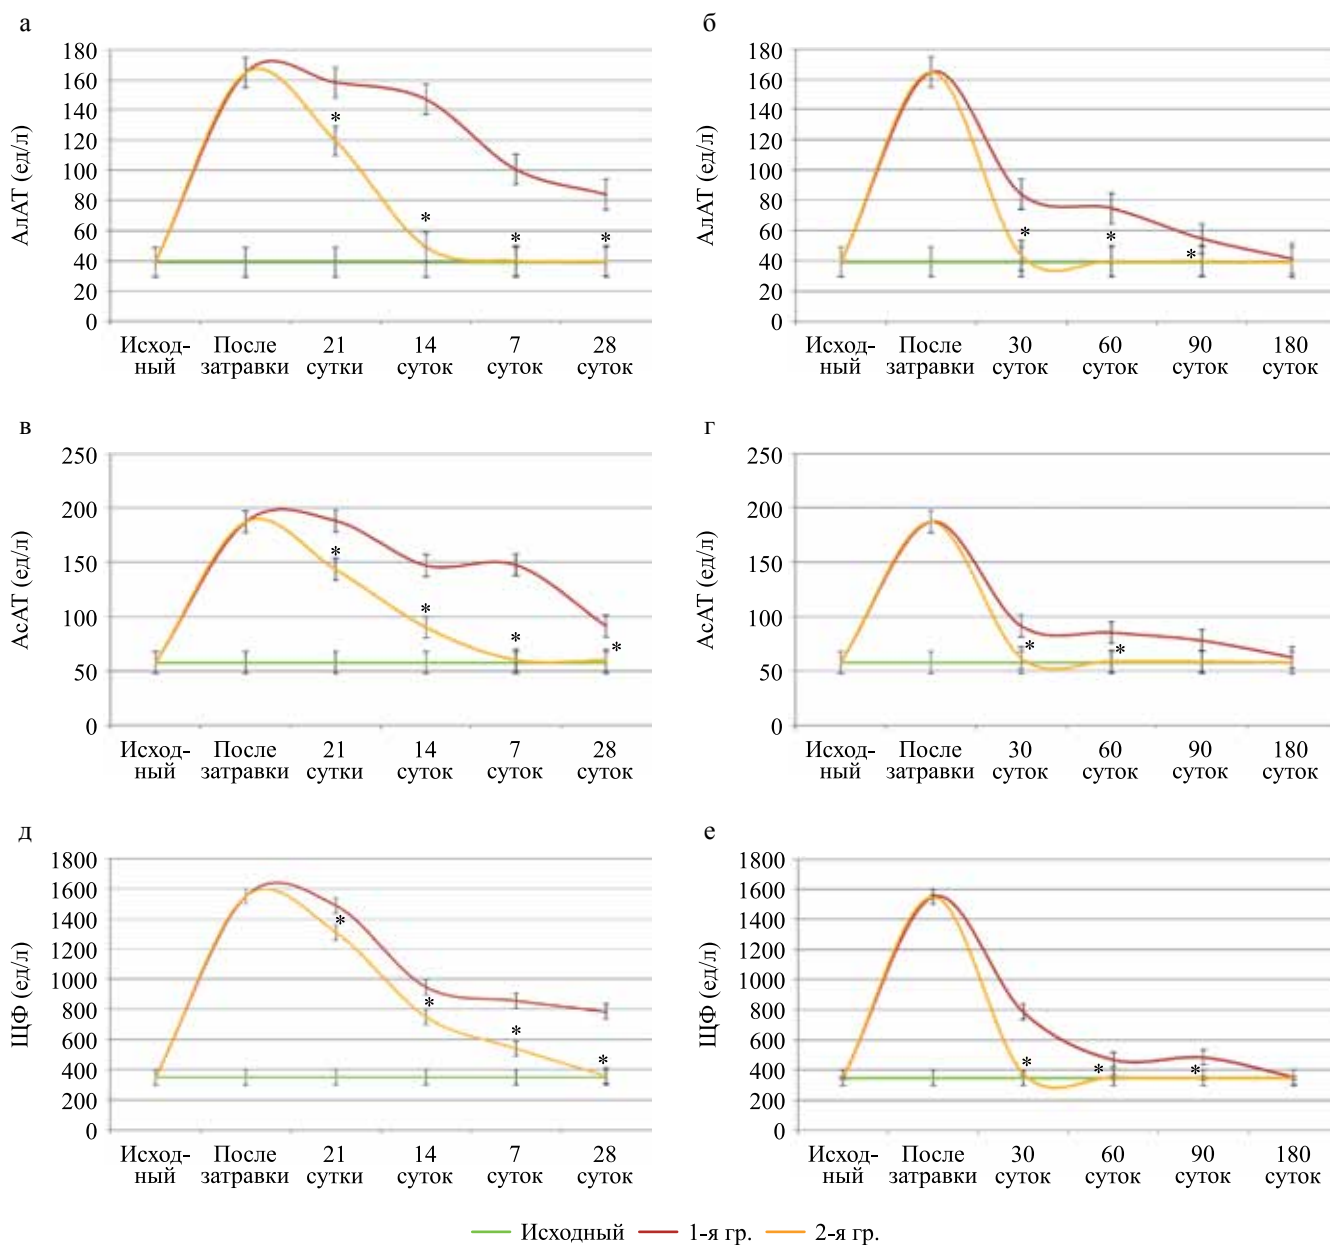 а
180
160
140
120
100
80
60
40
20
0
АлАТ (ед/л)
*
*
*
*
Исход-
ный
После
затравки
21
сутки
14
суток
7
суток
28
суток
б
180
160
140
120
100
80
60
40
20
0
АлАТ (ед/л)
*
*
*
Исход-
ный
После
затравки
30
суток
60
суток
90
суток
180
суток
в
250
200
150
100
50
0
АсАТ (ед/л)
*
*
*
*
Исход-
ный
После
затравки
21
сутки
14
суток
7
суток
28
суток
г
250
200
150
100
50
0
АсАТ (ед/л)
*
*
Исход-
ный
После
затравки
30
суток
60
суток
90
суток
180
суток
д
1800
1600
1400
1200
1000
800
600
400
200
0
ЩФ (ед/л)
*
*
*
*
Исход-
ный
После
затравки
21
сутки
14
суток
7
суток
28
суток
е
1800
1600
1400
1200
1000
800
600
400
200
0
ЩФ (ед/л)
*
*
*
Исход-
ный
После
затравки
30
суток
60
суток
90
суток
180
суток
Исходный 1-я гр. 2-я гр.